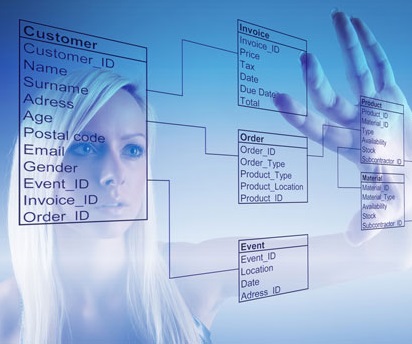 Customer
Customer_ID
Name
Surname
Adress
Age
Postal code
Email
Gender
Event_ID
Invoice_ID
Order_ID
Invoice
Invoice_ID
Price
Tax
Date
Due Date
Total
Order
Order_ID
Order_Type
Product_Type
Product_Location
Product_ID
Event
Event_ID
Location
Date
Adress_ID
Product
Product_ID
Material_ID
Type
Availability
Stock
Subcontractor_ID
Material
Material_ID
Material_Type
Availability
Stock
Subcontractor_ID